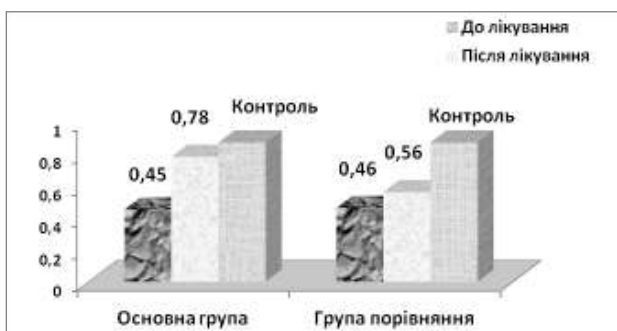 До лікування
Після лікування
0,45
0,78
Контроль
0,46
0,56
Контроль
1
0,8
0,6
0,4
0,2
0
Основна група
Група порівняння